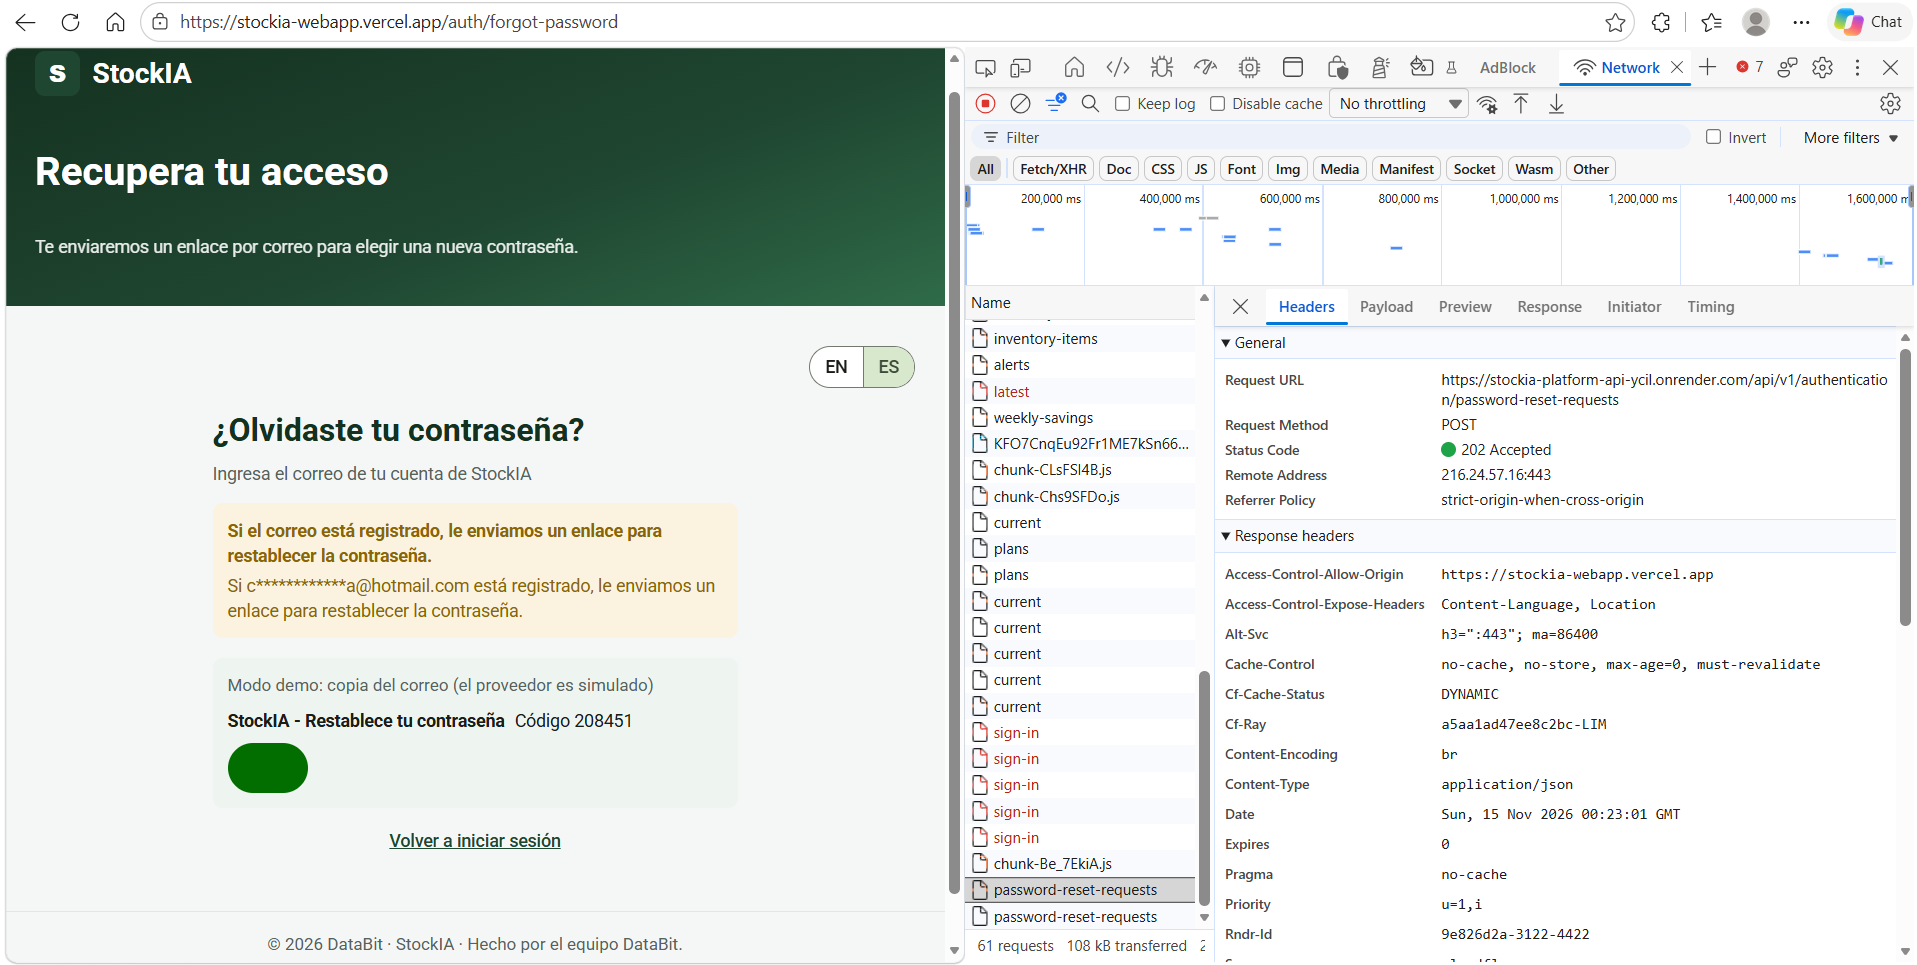 https://stockia-webapp.vercel.app/auth/forgot-password
Chat
S StockIA
Recupera tu acceso
Te enviaremos un enlace por correo para elegir una nueva contraseña.
EN ES
¿Olvidaste tu contraseña?
Ingresa el correo de tu cuenta de StockIA
Si el correo está registrado, le enviamos un enlace para
restablecer la contraseña.
Si c************a@hotmail.com está registrado, le enviamos un
enlace para restablecer la contraseña.
Modo demo: copia del correo (el proveedor es simulado)
StockIA - Restablece tu contraseña Código 208451
Volver a iniciar sesión
© 2026 DataBit · StockIA · Hecho por el equipo DataBit.
AdBlock Network 7
Keep log Disable cache No throttling
Filter Invert More filters
All Fetch/XHR Doc CSS JS Font Img Media Manifest Socket Wasm Other
200,000 ms 400,000 ms 600,000 ms 800,000 ms 1,000,000 ms 1,200,000 ms 1,400,000 ms 1,600,000 m
Name
inventory-items
alerts
latest
weekly-savings
KFO7CnqEu92Fr1ME7kSn66...
chunk-CLsFSI4B.js
chunk-Chs9SFDo.js
current
plans
plans
current
current
current
current
current
sign-in
sign-in
sign-in
sign-in
sign-in
chunk-Be_7EkiA.js
password-reset-requests
password-reset-requests
61 requests 108 kB transferred 2
Headers Payload Preview Response Initiator Timing
General
Request URL https://stockia-platform-api-ycil.onrender.com/api/v1/authenticatio
n/password-reset-requests
Request Method POST
Status Code 202 Accepted
Remote Address 216.24.57.16:443
Referrer Policy strict-origin-when-cross-origin
Response headers
Access-Control-Allow-Origin https://stockia-webapp.vercel.app
Access-Control-Expose-Headers Content-Language, Location
Alt-Svc h3=":443"; ma=86400
Cache-Control no-cache, no-store, max-age=0, must-revalidate
Cf-Cache-Status DYNAMIC
Cf-Ray a5aa1ad47ee8c2bc-LIM
Content-Encoding br
Content-Type application/json
Date Sun, 15 Nov 2026 00:23:01 GMT
Expires 0
Pragma no-cache
Priority u=1,i
Rndr-Id 9e826d2a-3122-4422